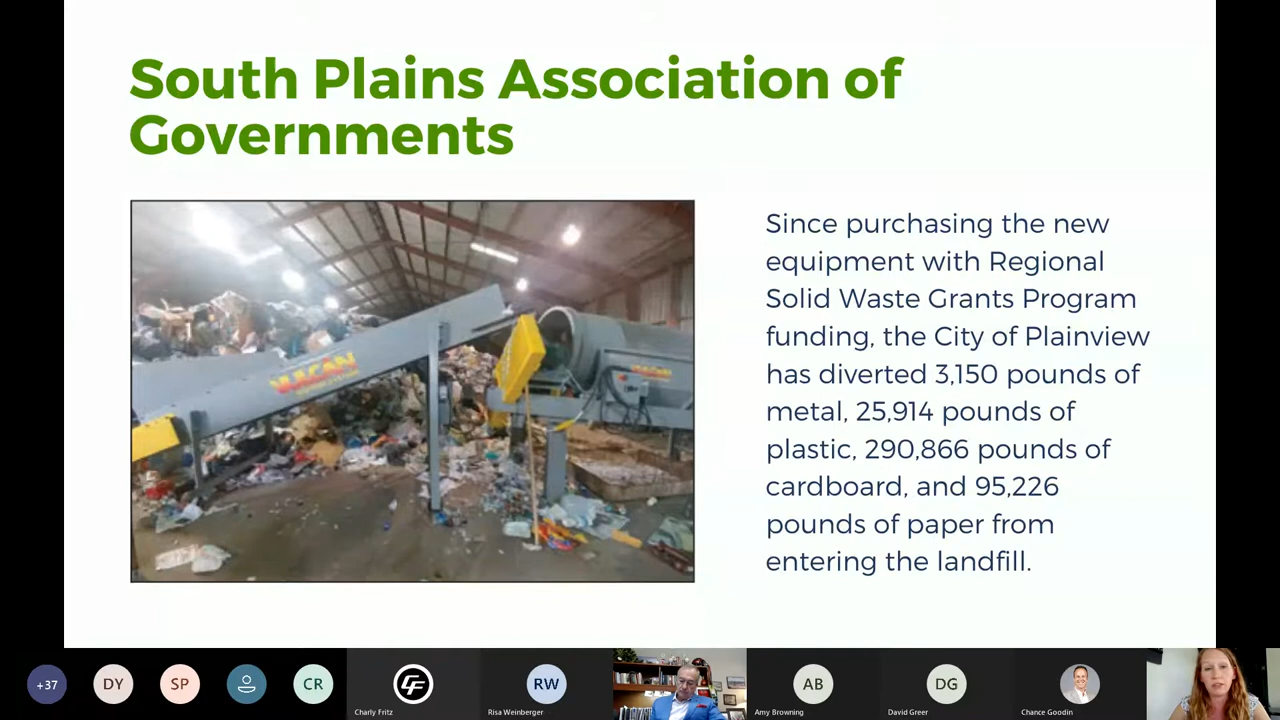 South Plains Association of
Governments
VULCAN
Since purchasing the new
equipment with Regional
Solid Waste Grants Program
funding, the City of Plainview
has diverted 3,150 pounds of
metal, 25,914 pounds of
plastic, 290,866 pounds of
cardboard, and 95,226
pounds of paper from
entering the landfill.
+37
DY
SP
CR
CF
Charly Fritz
RW
Risa Weinberger
AB
Amy Browning
DG
David Greer
Chance Goodin